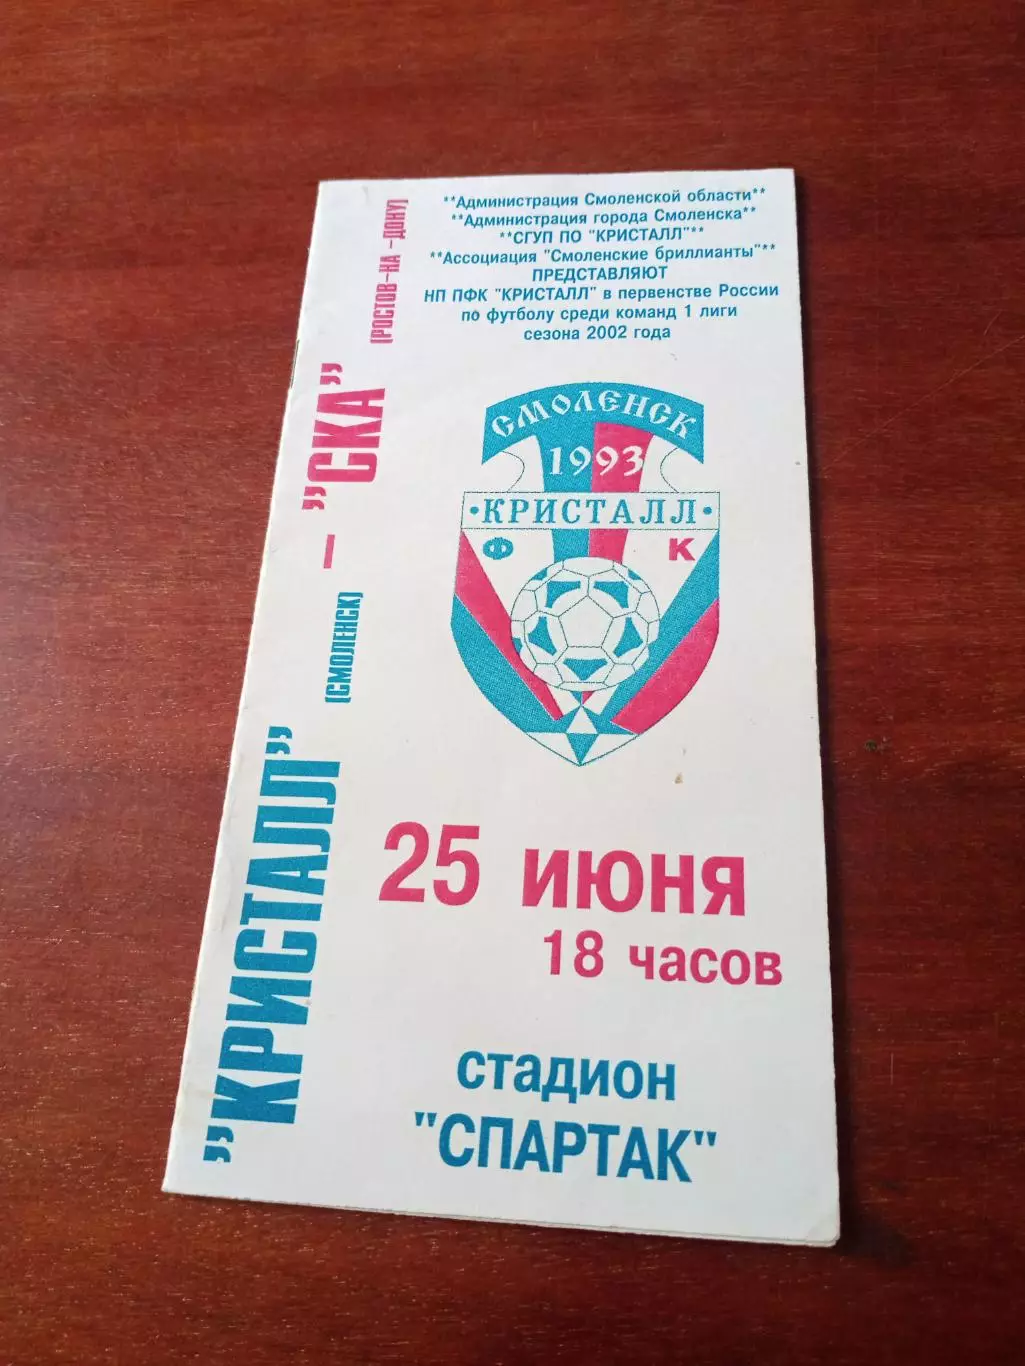 **Администрация Смоленской области**
**Администрация города Смоленска**
**СГУП ПО "КРИСТАЛЛ"**
**Ассоциация "Смоленские бриллианты"**
ПРЕДСТАВЛЯЮТ
НП ПФК "КРИСТАЛЛ" в первенстве России
по футболу среди команд 1 лиги
сезона 2002 года
"КРИСТАЛЛ" (СМОЛЕНСК) – "СКА" (РОСТОВ-НА -ДОНУ)
СМОЛЕНСК
1993
·КРИСТАЛЛ·
Ф К
25 ИЮНЯ
18 часов
стадион
"СПАРТАК"